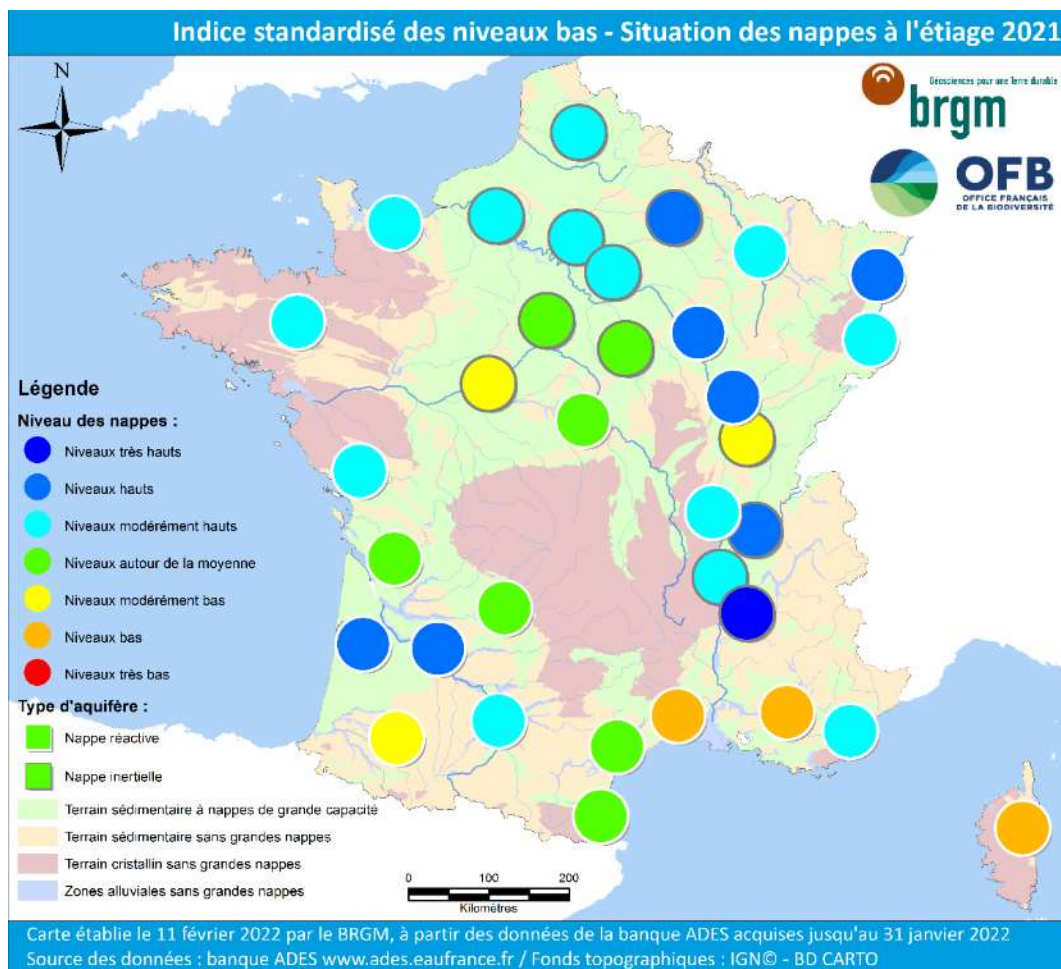 Indice standardisé des niveaux bas - Situation des nappes à l'étiage 2021
N
Géosciences pour une Terre durable
brgm
OFB
OFFICE FRANÇAIS
DE LA BIODIVERSITÉ
Légende
Niveau des nappes :
Niveaux très hauts
Niveaux hauts
Niveaux modérément hauts
Niveaux autour de la moyenne
Niveaux modérément bas
Niveaux bas
Niveaux très bas
Type d'aquifère :
Nappe réactive
Nappe inertielle
Terrain sédimentaire à nappes de grande capacité
Terrain sédimentaire sans grandes nappes
Terrain cristallin sans grandes nappes
Zones alluviales sans grandes nappes
0 100 200
Kilomètres
Carte établie le 11 février 2022 par le BRGM, à partir des données de la banque ADES acquises jusqu'au 31 janvier 2022
Source des données : banque ADES www.ades.eaufrance.fr / Fonds topographiques : IGN© - BD CARTO